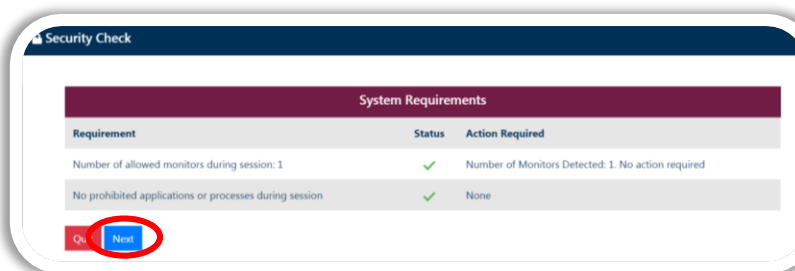 Security Check
System Requirements
Requirement Status Action Required
Number of allowed monitors during session: 1 Number of Monitors Detected: 1. No action required
No prohibited applications or processes during session None
Next